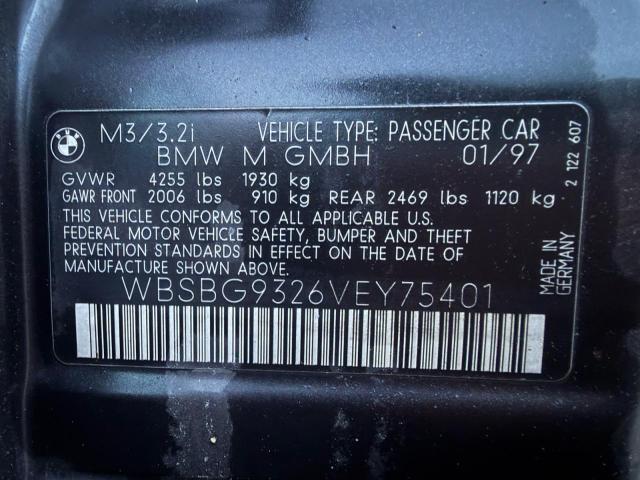 BMW
M3/3.2i VEHICLE TYPE: PASSENGER CAR
BMW M GMBH 01/97
GVWR 4255 lbs 1930 kg
GAWR FRONT 2006 lbs 910 kg REAR 2469 lbs 1120 kg
THIS VEHICLE CONFORMS TO ALL APPLICABLE U.S.
FEDERAL MOTOR VEHICLE SAFETY, BUMPER AND THEFT
PREVENTION STANDARDS IN EFFECT ON THE DATE OF
MANUFACTURE SHOWN ABOVE.
WBSBG9326VEY75401
2 122 607
MADE IN
GERMANY